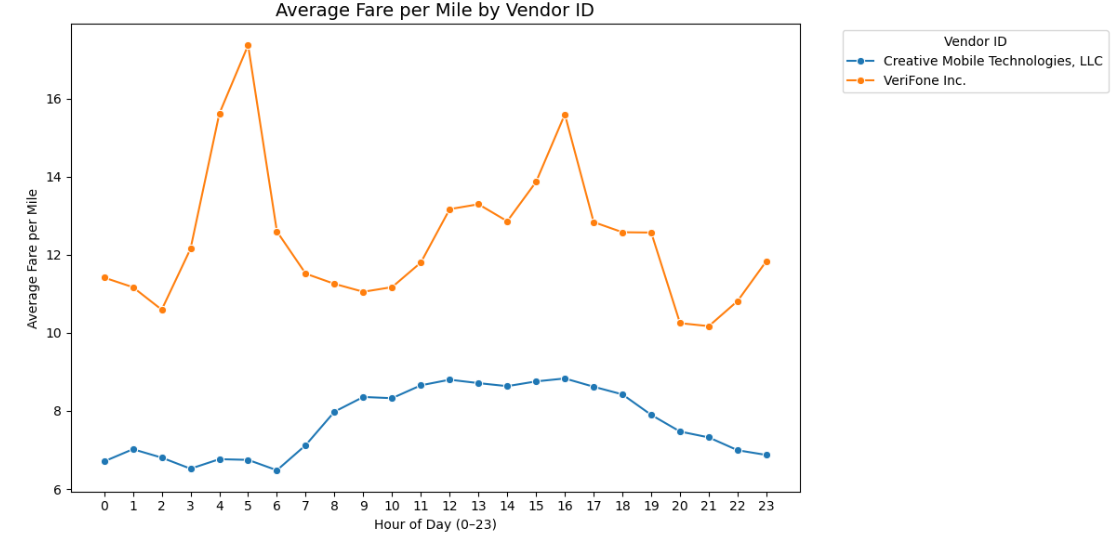 Average Fare per Mile by Vendor ID
Vendor ID
Creative Mobile Technologies, LLC
VeriFone Inc.
Average Fare per Mile
16
14
12
10
8
6
0 1 2 3 4 5 6 7 8 9 10 11 12 13 14 15 16 17 18 19 20 21 22 23
Hour of Day (0–23)